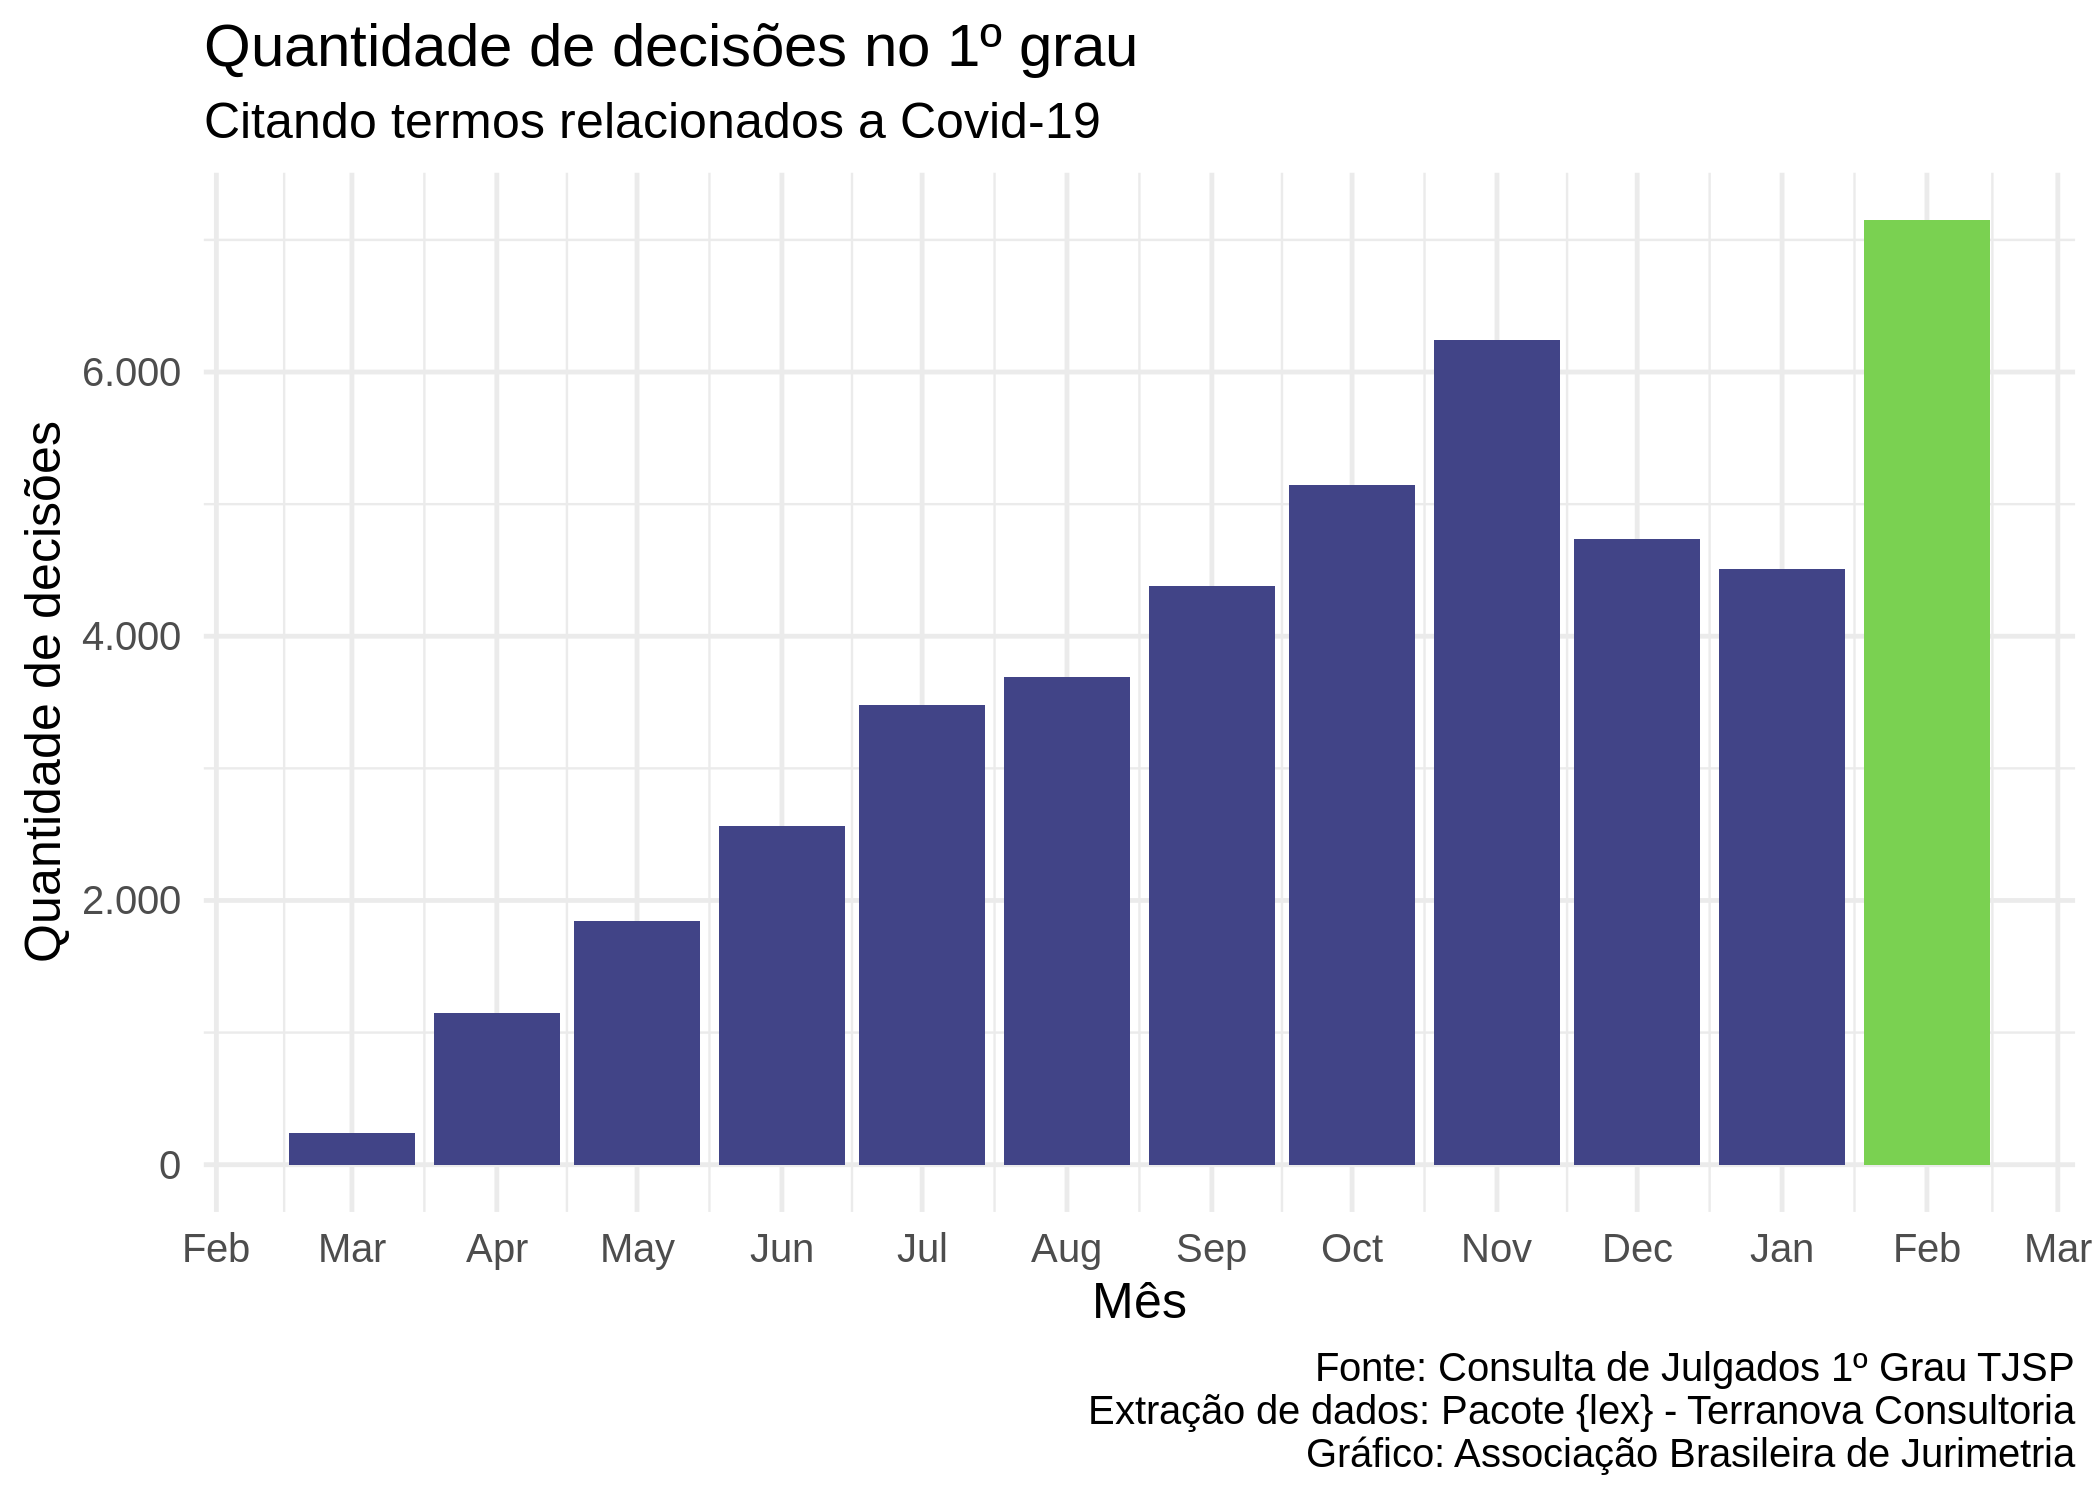 Quantidade de decisões no 1º grau
Citando termos relacionados a Covid-19
Quantidade de decisões
6.000
4.000
2.000
0
Feb Mar Apr May Jun Jul Aug Sep Oct Nov Dec Jan Feb Mar
Mês
Fonte: Consulta de Julgados 1º Grau TJSP
Extração de dados: Pacote {lex} - Terranova Consultoria
Gráfico: Associação Brasileira de Jurimetria